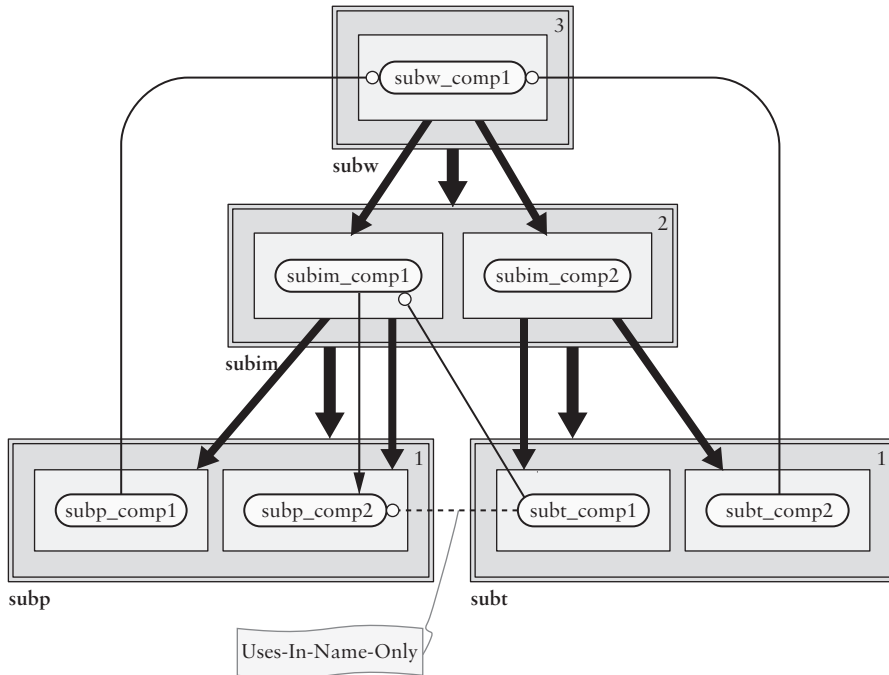 3
subw_comp1
subw
2
subim_comp1 subim_comp2
subim
1 1
subp_comp1 subp_comp2 subt_comp1 subt_comp2
subp subt
Uses-In-Name-Only